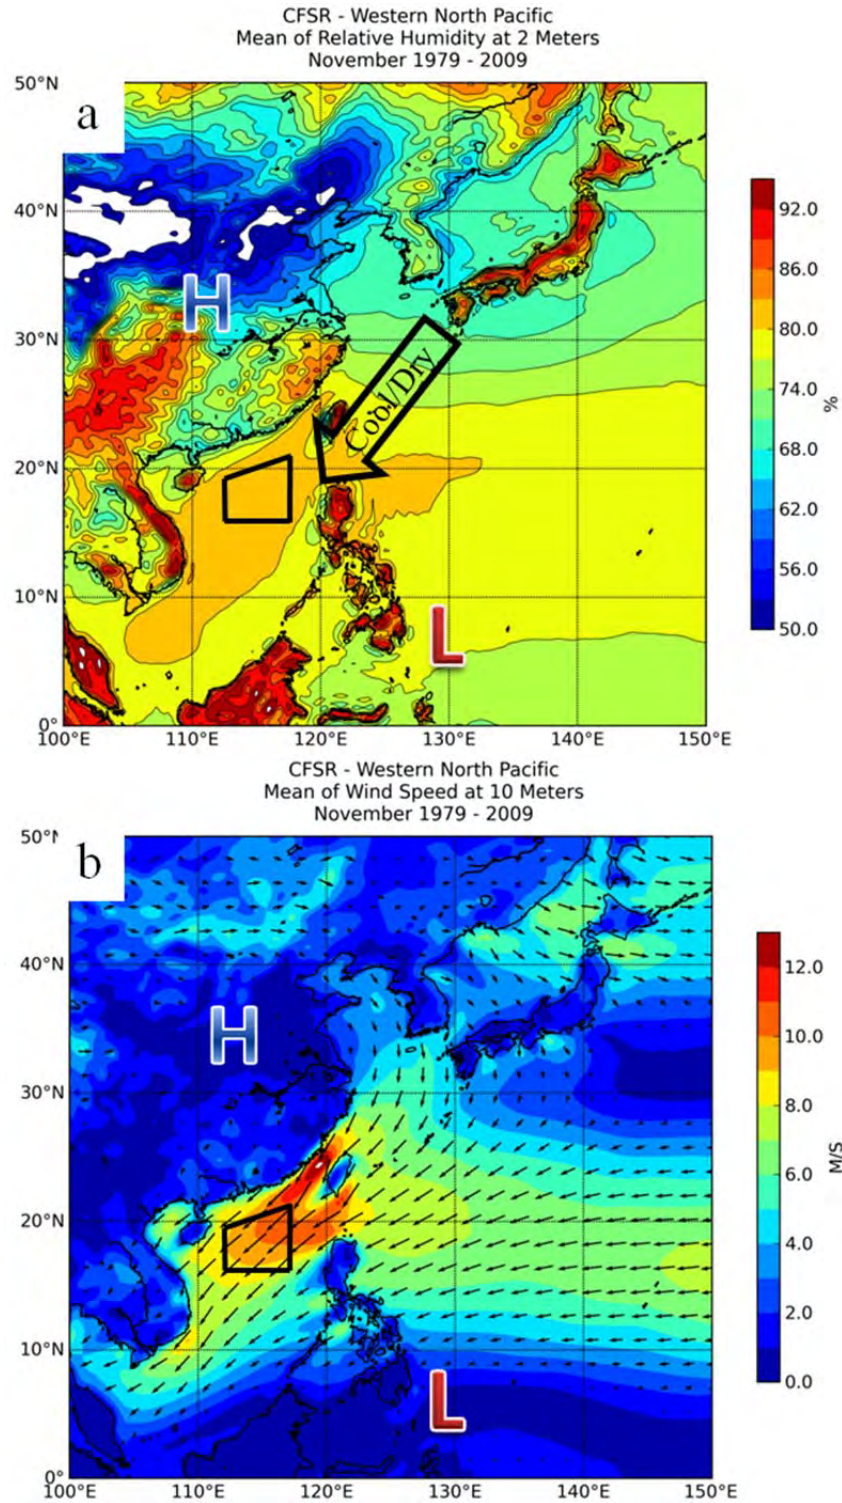 CFSR - Western North Pacific
Mean of Relative Humidity at 2 Meters
November 1979 - 2009
50°N
a
40°N
H
30°N
Cool/Dry
20°N
10°N
L
0°
100°E 110°E 120°E 130°E 140°E 150°E
92.0
86.0
80.0
74.0
68.0
62.0
56.0
50.0
%
CFSR - Western North Pacific
Mean of Wind Speed at 10 Meters
November 1979 - 2009
50°N
b
40°N
H
30°N
20°N
10°N
L
0°
100°E 110°E 120°E 130°E 140°E 150°E
12.0
10.0
8.0
6.0
4.0
2.0
0.0
M/S